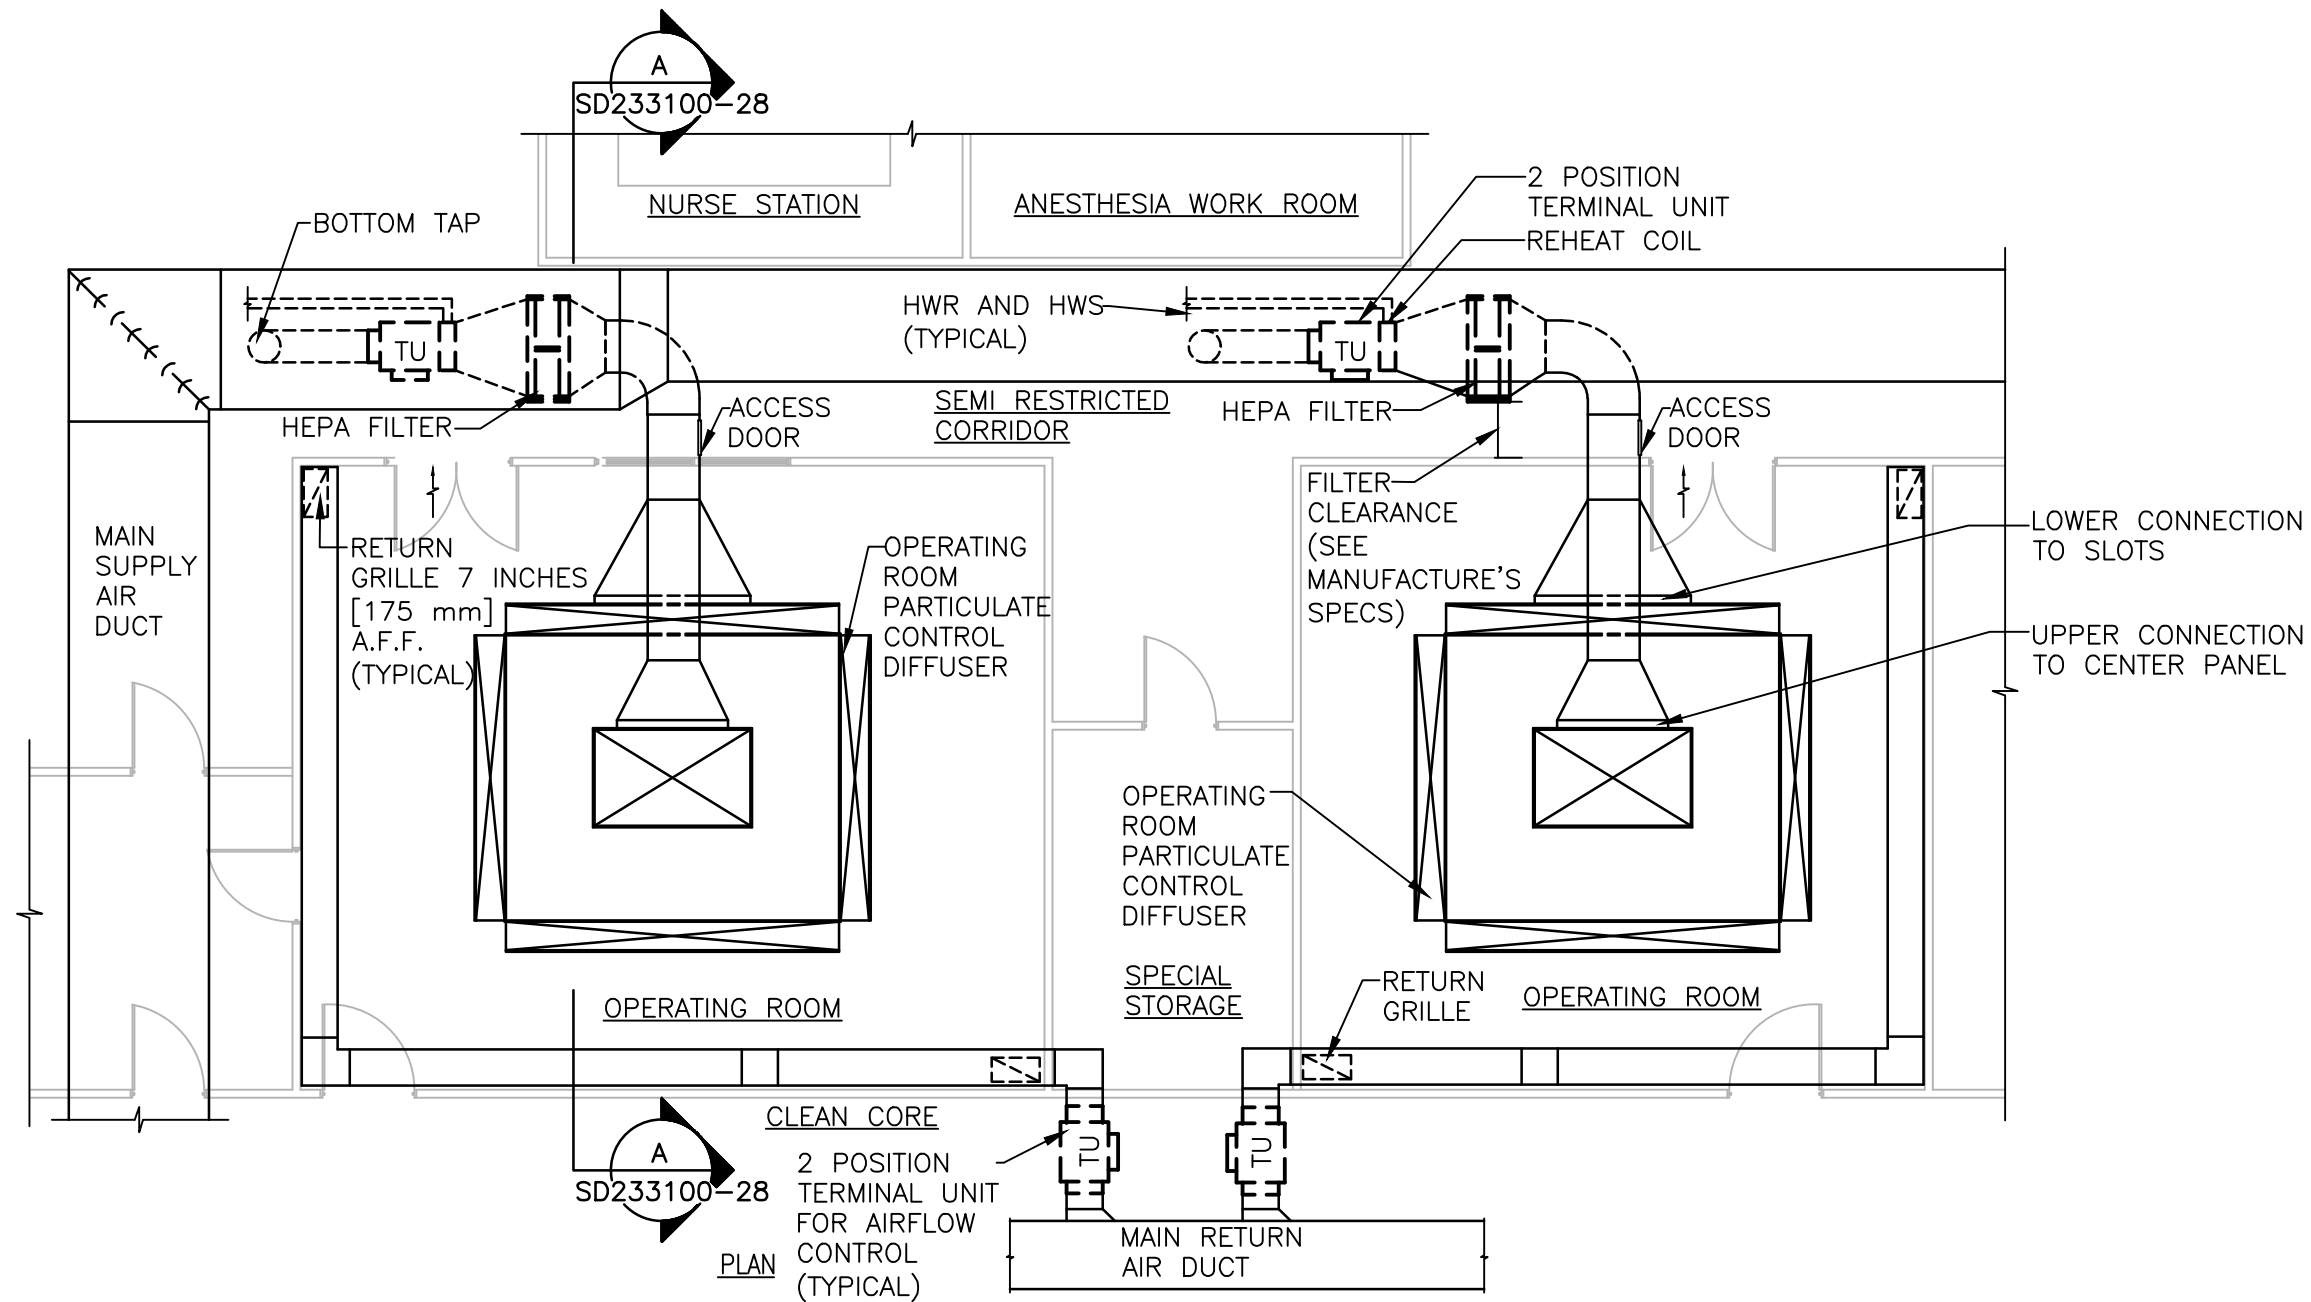 A
SD233100-28
NURSE STATION
ANESTHESIA WORK ROOM
2 POSITION
TERMINAL UNIT
REHEAT COIL
BOTTOM TAP
HWR AND HWS
(TYPICAL)
TU
TU
HEPA FILTER
ACCESS
DOOR
SEMI RESTRICTED
CORRIDOR
HEPA FILTER
ACCESS
DOOR
FILTER
CLEARANCE
(SEE
MANUFACTURE'S
SPECS)
MAIN
SUPPLY
AIR
DUCT
RETURN
GRILLE 7 INCHES
[175 mm]
A.F.F.
(TYPICAL)
OPERATING
ROOM
PARTICULATE
CONTROL
DIFFUSER
LOWER CONNECTION
TO SLOTS
UPPER CONNECTION
TO CENTER PANEL
OPERATING
ROOM
PARTICULATE
CONTROL
DIFFUSER
SPECIAL
STORAGE
RETURN
GRILLE
OPERATING ROOM
OPERATING ROOM
CLEAN CORE
2 POSITION
TERMINAL UNIT
FOR AIRFLOW
CONTROL
(TYPICAL)
TU
TU
A
SD233100-28
PLAN
MAIN RETURN
AIR DUCT